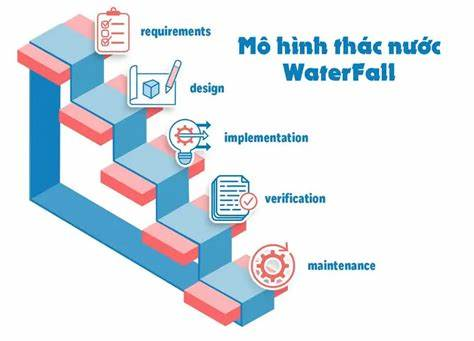 requirements
Mô hình thác nước
WaterFall
design
implementation
verification
maintenance